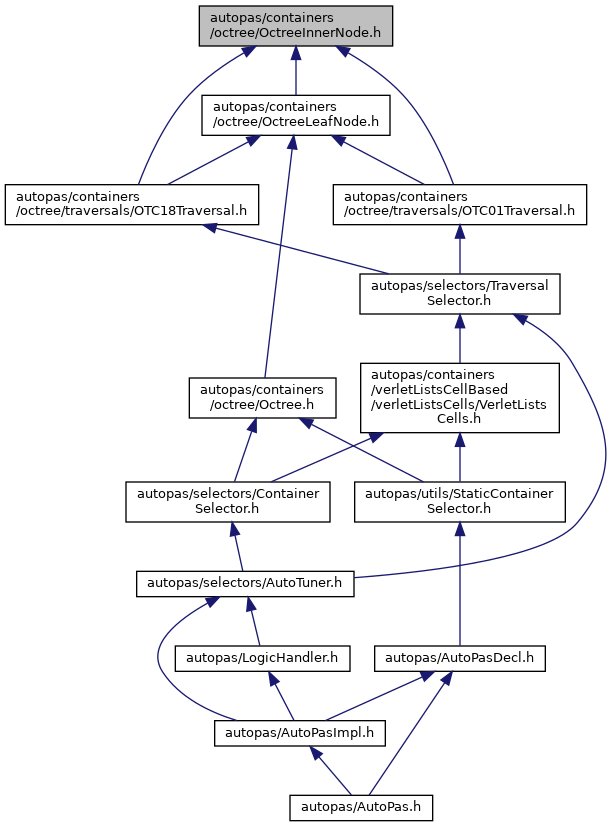 autopas/containers
/octree/OctreeInnerNode.h
autopas/containers
/octree/OctreeLeafNode.h
autopas/containers
/octree/traversals/OTC18Traversal.h
autopas/containers
/octree/traversals/OTC01Traversal.h
autopas/selectors/Traversal
Selector.h
autopas/containers
/octree/Octree.h
autopas/containers
/verletListsCellBased
/verletListsCells/VerletLists
Cells.h
autopas/selectors/Container
Selector.h
autopas/utils/StaticContainer
Selector.h
autopas/selectors/AutoTuner.h
autopas/LogicHandler.h
autopas/AutoPasDecl.h
autopas/AutoPasImpl.h
autopas/AutoPas.h